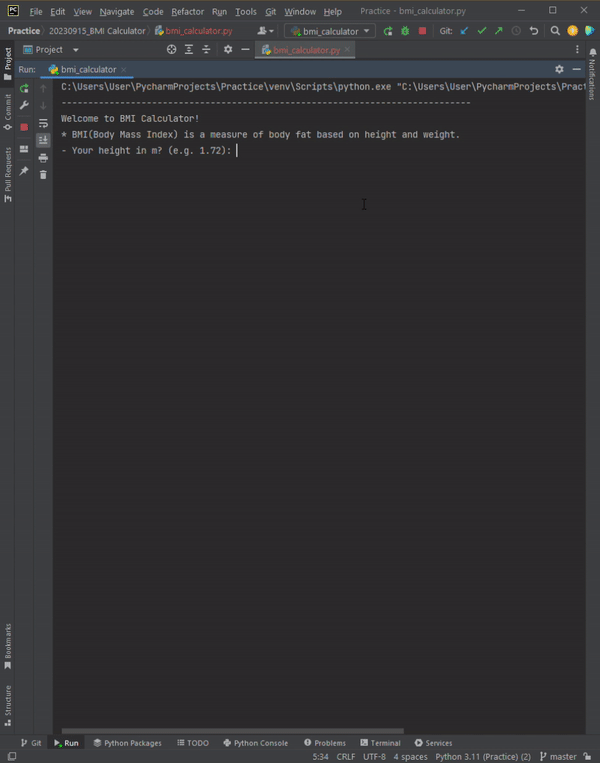 PC File Edit View Navigate Code Refactor Run Tools Git Window Help Practice - bmi_calculator.py
Practice 20230915_BMI Calculator bmi_calculator.py bmi_calculator Git:
Project bmi_calculator.py
Run: bmi_calculator
C:\Users\User\PycharmProjects\Practice\venv\Scripts\python.exe "C:\Users\User\PycharmProjects\Pract
--------------------------------------------------------------------------
Welcome to BMI Calculator!
* BMI(Body Mass Index) is a measure of body fat based on height and weight.
- Your height in m? (e.g. 1.72):
Project
Commit
Pull Requests
Bookmarks
Structure
Notifications
Git Run Python Packages TODO Python Console Problems Terminal Services
5:34 CRLF UTF-8 4 spaces Python 3.11 (Practice) (2) master